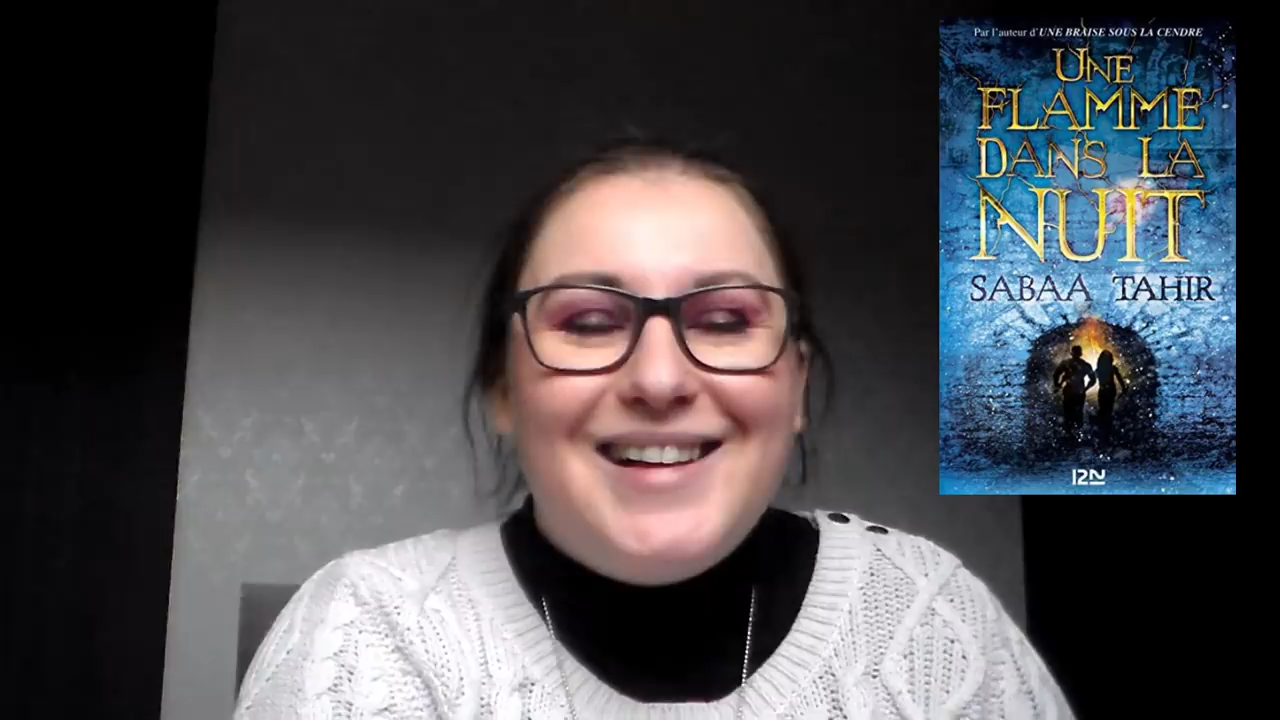 Par l'auteur d'UNE BRAISE SOUS LA CENDRE
UNE
FLAMME
DANS LA
NUIT
SABAA TAHIR
12N